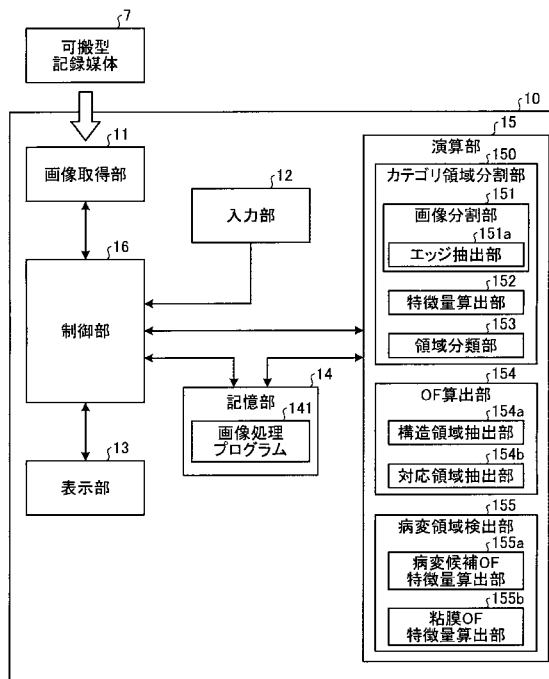 7
可搬型
記録媒体
10
11
画像取得部
12
入力部
16
制御部
13
表示部
14
記憶部
141
画像処理
プログラム
15
演算部
150
カテゴリ領域分割部
151
画像分割部
151a
エッジ抽出部
152
特徴量算出部
153
領域分類部
154
OF算出部
154a
構造領域抽出部
154b
対応領域抽出部
155
病変領域検出部
155a
病変候補OF
特徴量算出部
155b
粘膜OF
特徴量算出部